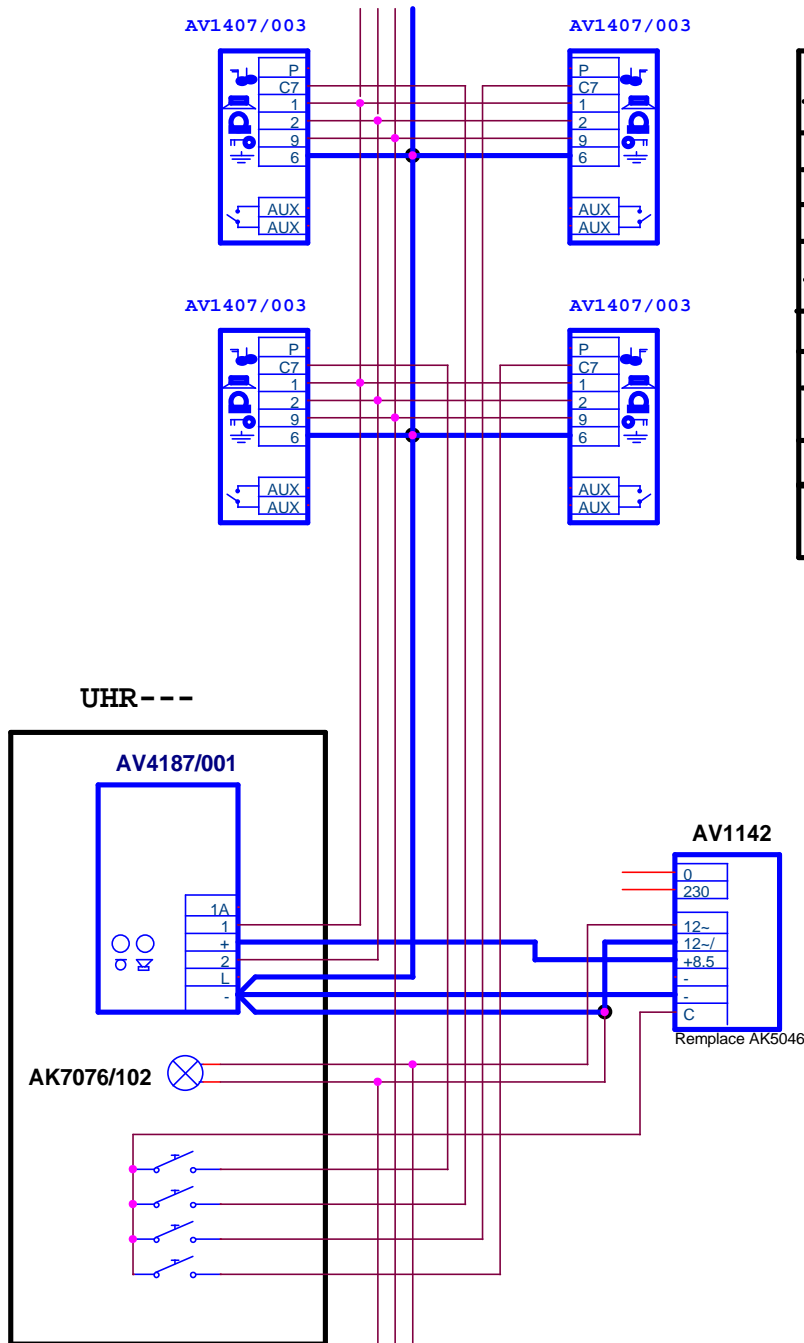 AV1407/003 AV1407/003
P
C7
1
2
9
6
AUX
AUX
P
C7
1
2
9
6
AUX
AUX
AV1407/003 AV1407/003
P
C7
1
2
9
6
AUX
AUX
P
C7
1
2
9
6
AUX
AUX
UHR---
AV4187/001
1A
1
+
2
L
-
AV1142
0
230
12~
12~/
+8.5
-
-
C
Remplace AK5046
AK7076/102